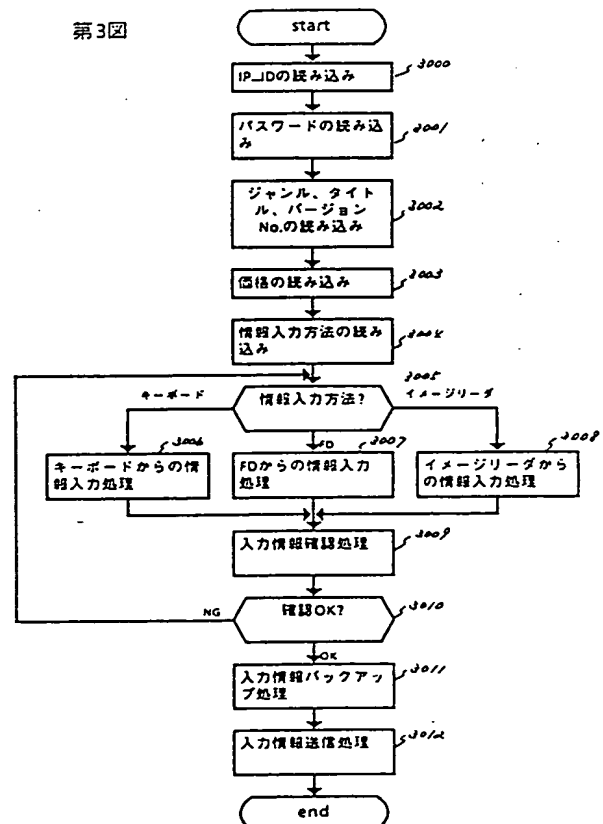 第3図
start
IP_IDの読み込み
3000
パスワードの読み込
み
3001
ジャンル、タイト
ル、バージョン
No.の読み込み
3002
価格の読み込み
3003
情報入力方法の読み
込み
3004
情報入力方法?
3005
キーボード
イメージリーダ
FD
キーボードからの情
報入力処理
3006
FDからの情報入力
処理
3007
イメージリーダから
の情報入力処理
3008
入力情報確認処理
3009
確認OK?
3010
NG
OK
入力情報バックアッ
プ処理
3011
入力情報送信処理
3012
end